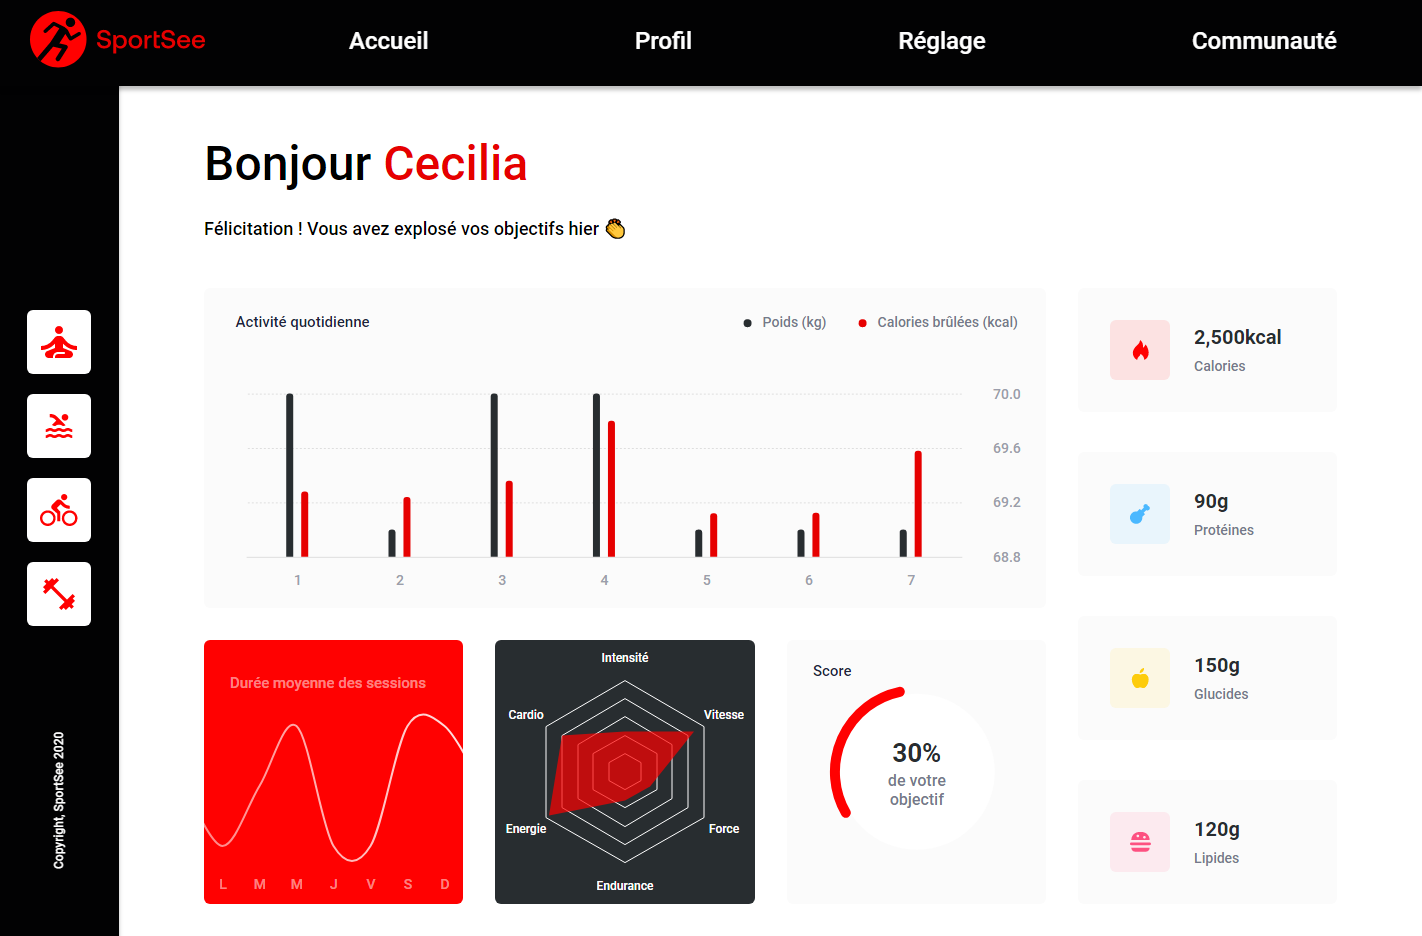 SportSee
Accueil
Profil
Réglage
Communauté
Bonjour Cecilia
Félicitation ! Vous avez explosé vos objectifs hier 👏
Activité quotidienne
Poids (kg)
Calories brûlées (kcal)
70.0
69.6
69.2
68.8
1 2 3 4 5 6 7
2,500kcal
Calories
90g
Protéines
150g
Glucides
120g
Lipides
Durée moyenne des sessions
L M M J V S D
Intensité
Vitesse
Force
Endurance
Energie
Cardio
Score
30%
de votre
objectif
Copyright, SportSee 2020